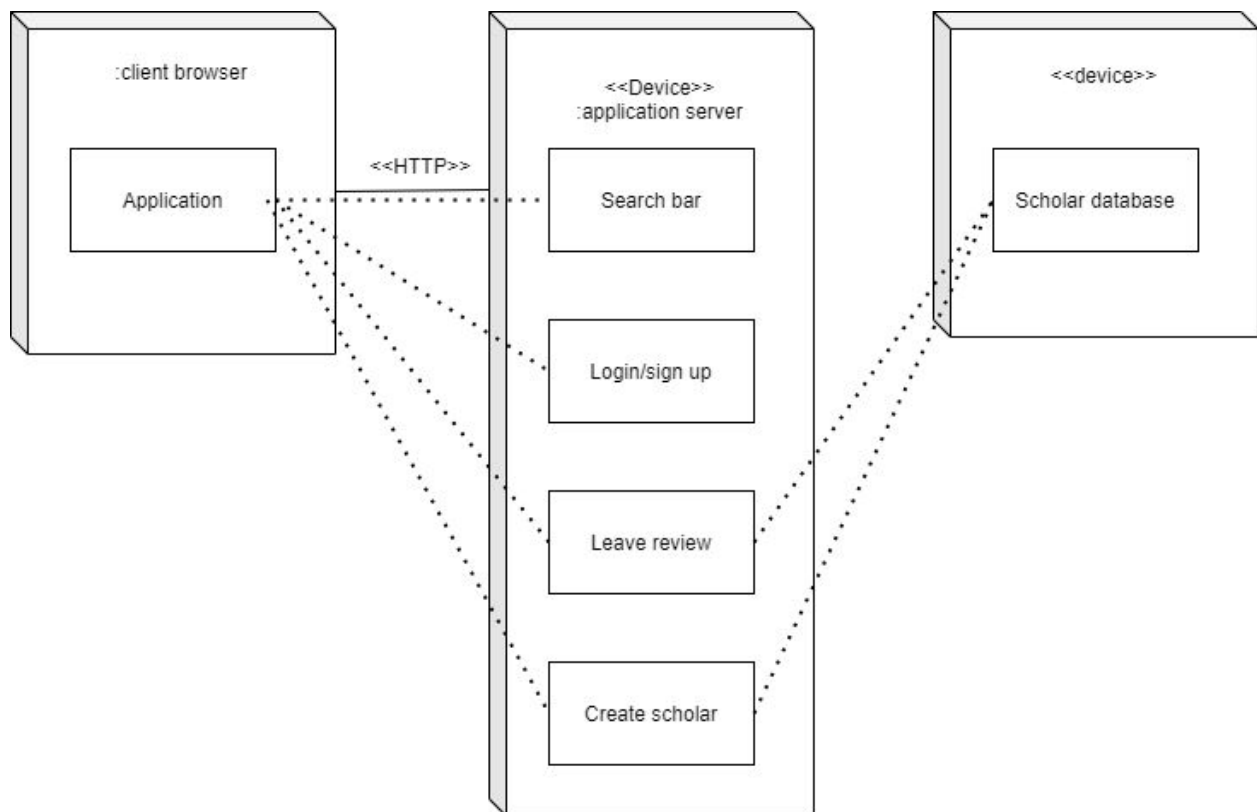 :client browser
Application
<<HTTP>>
<<Device>>
:application server
Search bar
Login/sign up
Leave review
Create scholar
<<device>>
Scholar database